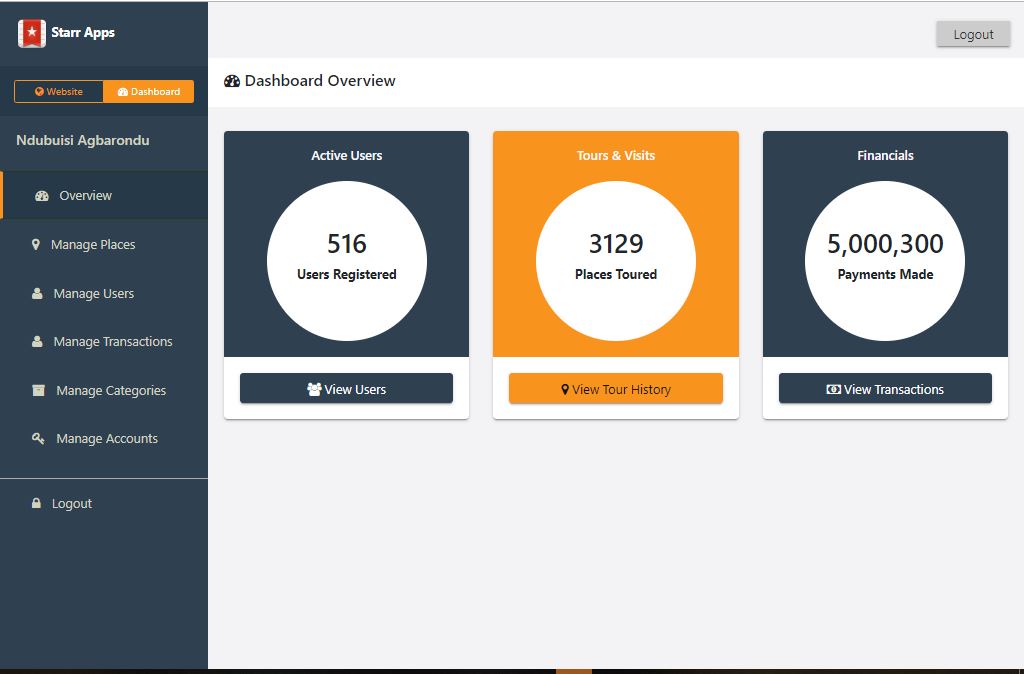 Starr Apps
Logout
Website
Dashboard
Dashboard Overview
Ndubuisi Agbarondu
Overview
Manage Places
Manage Users
Manage Transactions
Manage Categories
Manage Accounts
Logout
Active Users
516
Users Registered
View Users
Tours & Visits
3129
Places Toured
View Tour History
Financials
5,000,300
Payments Made
View Transactions